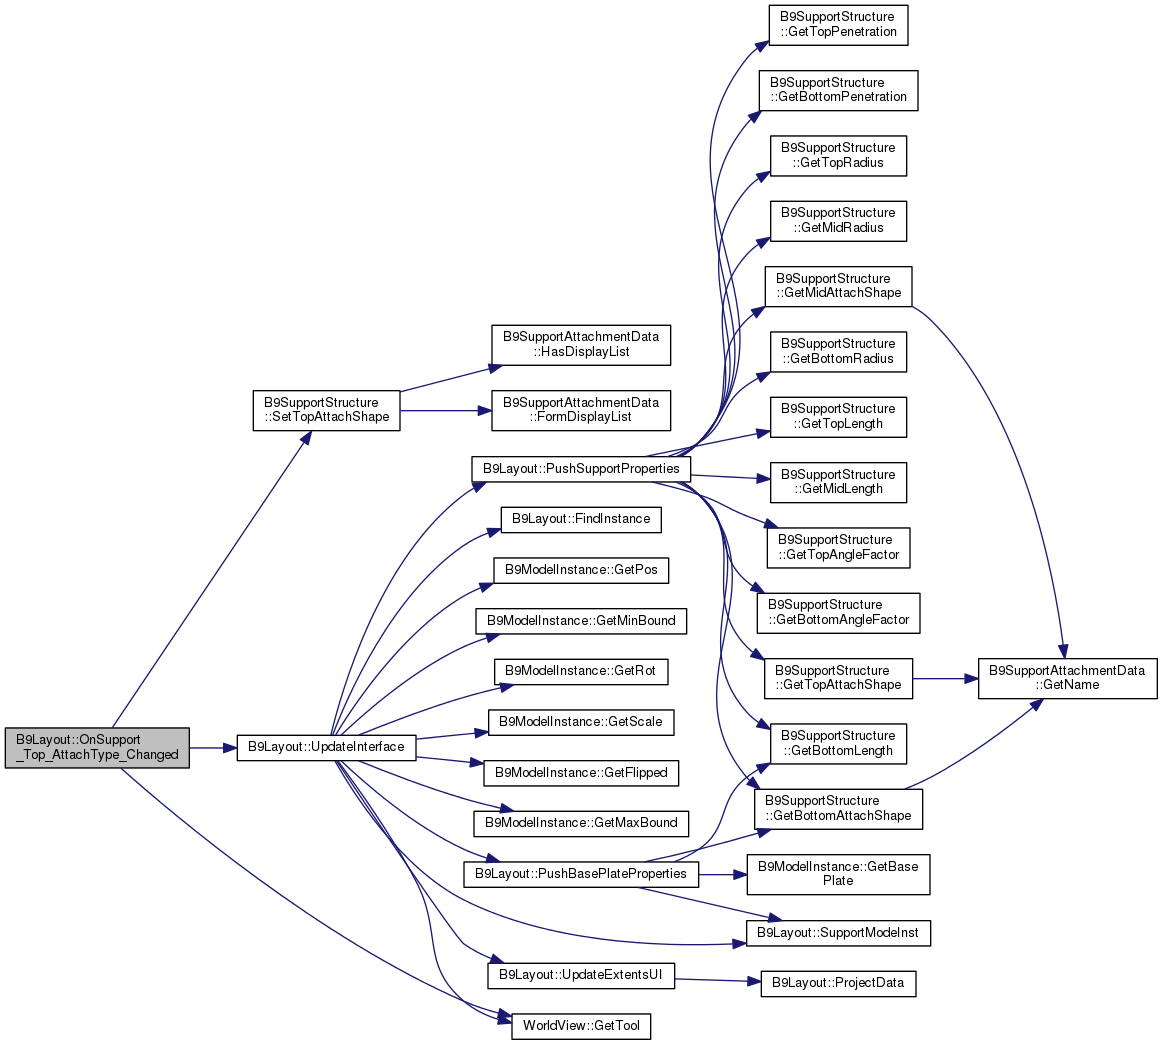 B9SupportStructure
::GetTopPenetration
B9SupportStructure
::GetBottomPenetration
B9SupportStructure
::GetTopRadius
B9SupportStructure
::GetMidRadius
B9SupportStructure
::GetMidAttachShape
B9SupportAttachmentData
::HasDisplayList
B9SupportStructure
::GetBottomRadius
B9SupportStructure
::SetTopAttachShape
B9SupportAttachmentData
::FormDisplayList
B9SupportStructure
::GetTopLength
B9Layout::PushSupportProperties
B9SupportStructure
::GetMidLength
B9Layout::FindInstance
B9SupportStructure
::GetTopAngleFactor
B9ModelInstance::GetPos
B9ModelInstance::GetMinBound
B9SupportStructure
::GetBottomAngleFactor
B9ModelInstance::GetRot
B9SupportStructure
::GetTopAttachShape
B9SupportAttachmentData
::GetName
B9ModelInstance::GetScale
B9Layout::OnSupport
_Top_AttachType_Changed
B9Layout::UpdateInterface
B9SupportStructure
::GetBottomLength
B9ModelInstance::GetFlipped
B9ModelInstance::GetMaxBound
B9SupportStructure
::GetBottomAttachShape
B9Layout::PushBasePlateProperties
B9ModelInstance::GetBase
Plate
B9Layout::SupportModeInst
B9Layout::UpdateExtentsUI
B9Layout::ProjectData
WorldView::GetTool